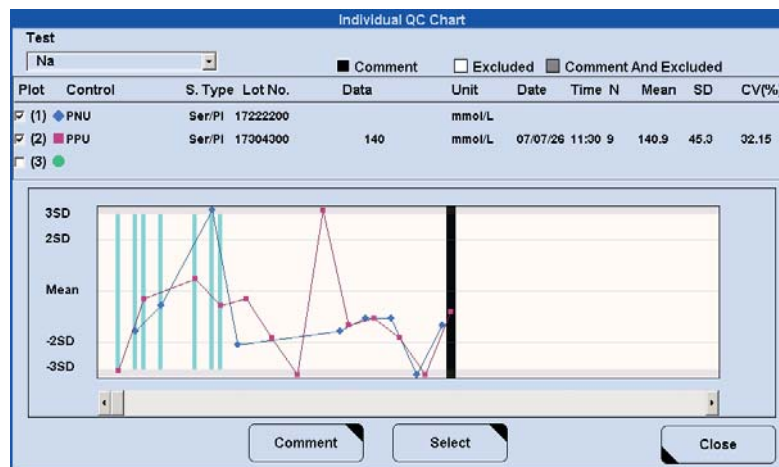 Individual QC Chart
Test
Na
Comment Excluded Comment And Excluded
Plot Control S. Type Lot No. Data Unit Date Time N Mean SD CV(%
(1) PNU Ser/Pl 17222200 mmol/L
(2) PPU Ser/Pl 17304300 140 mmol/L 07/07/26 11:30 9 140.9 45.3 32.15
(3)
3SD
2SD
Mean
-2SD
-3SD
Comment Select Close